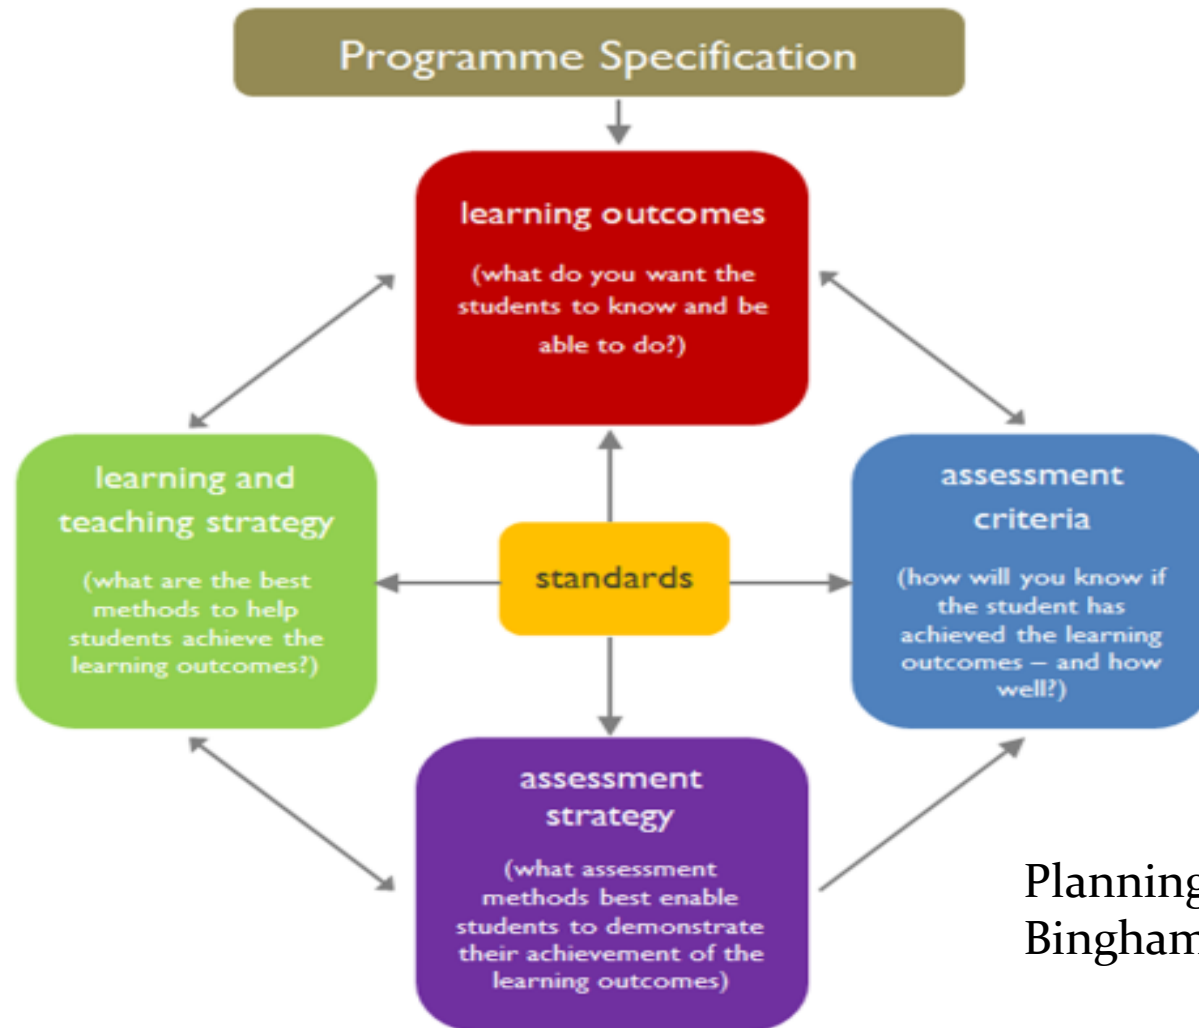 Programme Specification
learning outcomes
(what do you want the
students to know and be
able to do?)
learning and
teaching strategy
(what are the best
methods to help
students achieve the
learning outcomes?)
standards
assessment
criteria
(how will you know if
the student has
achieved the learning
outcomes – and how
well?)
assessment
strategy
(what assessment
methods best enable
students to demonstrate
their achievement of the
learning outcomes)
Planning
Bingham